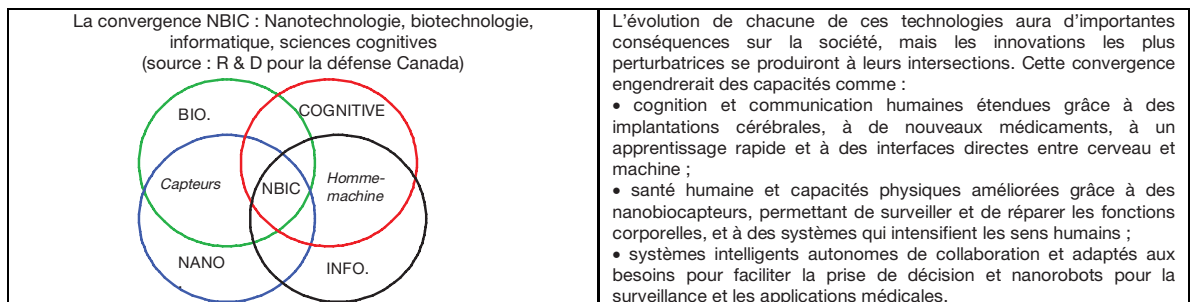 La convergence NBIC : Nanotechnologie, biotechnologie,
informatique, sciences cognitives
(source : R & D pour la défense Canada)
BIO.
COGNITIVE
Capteurs
NBIC
Homme-
machine
NANO
INFO.
L'évolution de chacune de ces technologies aura d'importantes
conséquences sur la société, mais les innovations les plus
perturbatrices se produiront à leurs intersections. Cette convergence
engendrerait des capacités comme :
• cognition et communication humaines étendues grâce à des
implantations cérébrales, à de nouveaux médicaments, à un
apprentissage rapide et à des interfaces directes entre cerveau et
machine ;
• santé humaine et capacités physiques améliorées grâce à des
nanobiocapteurs, permettant de surveiller et de réparer les fonctions
corporelles, et à des systèmes qui intensifient les sens humains ;
• systèmes intelligents autonomes de collaboration et adaptés aux
besoins pour faciliter la prise de décision et nanorobots pour la
surveillance et les applications médicales.